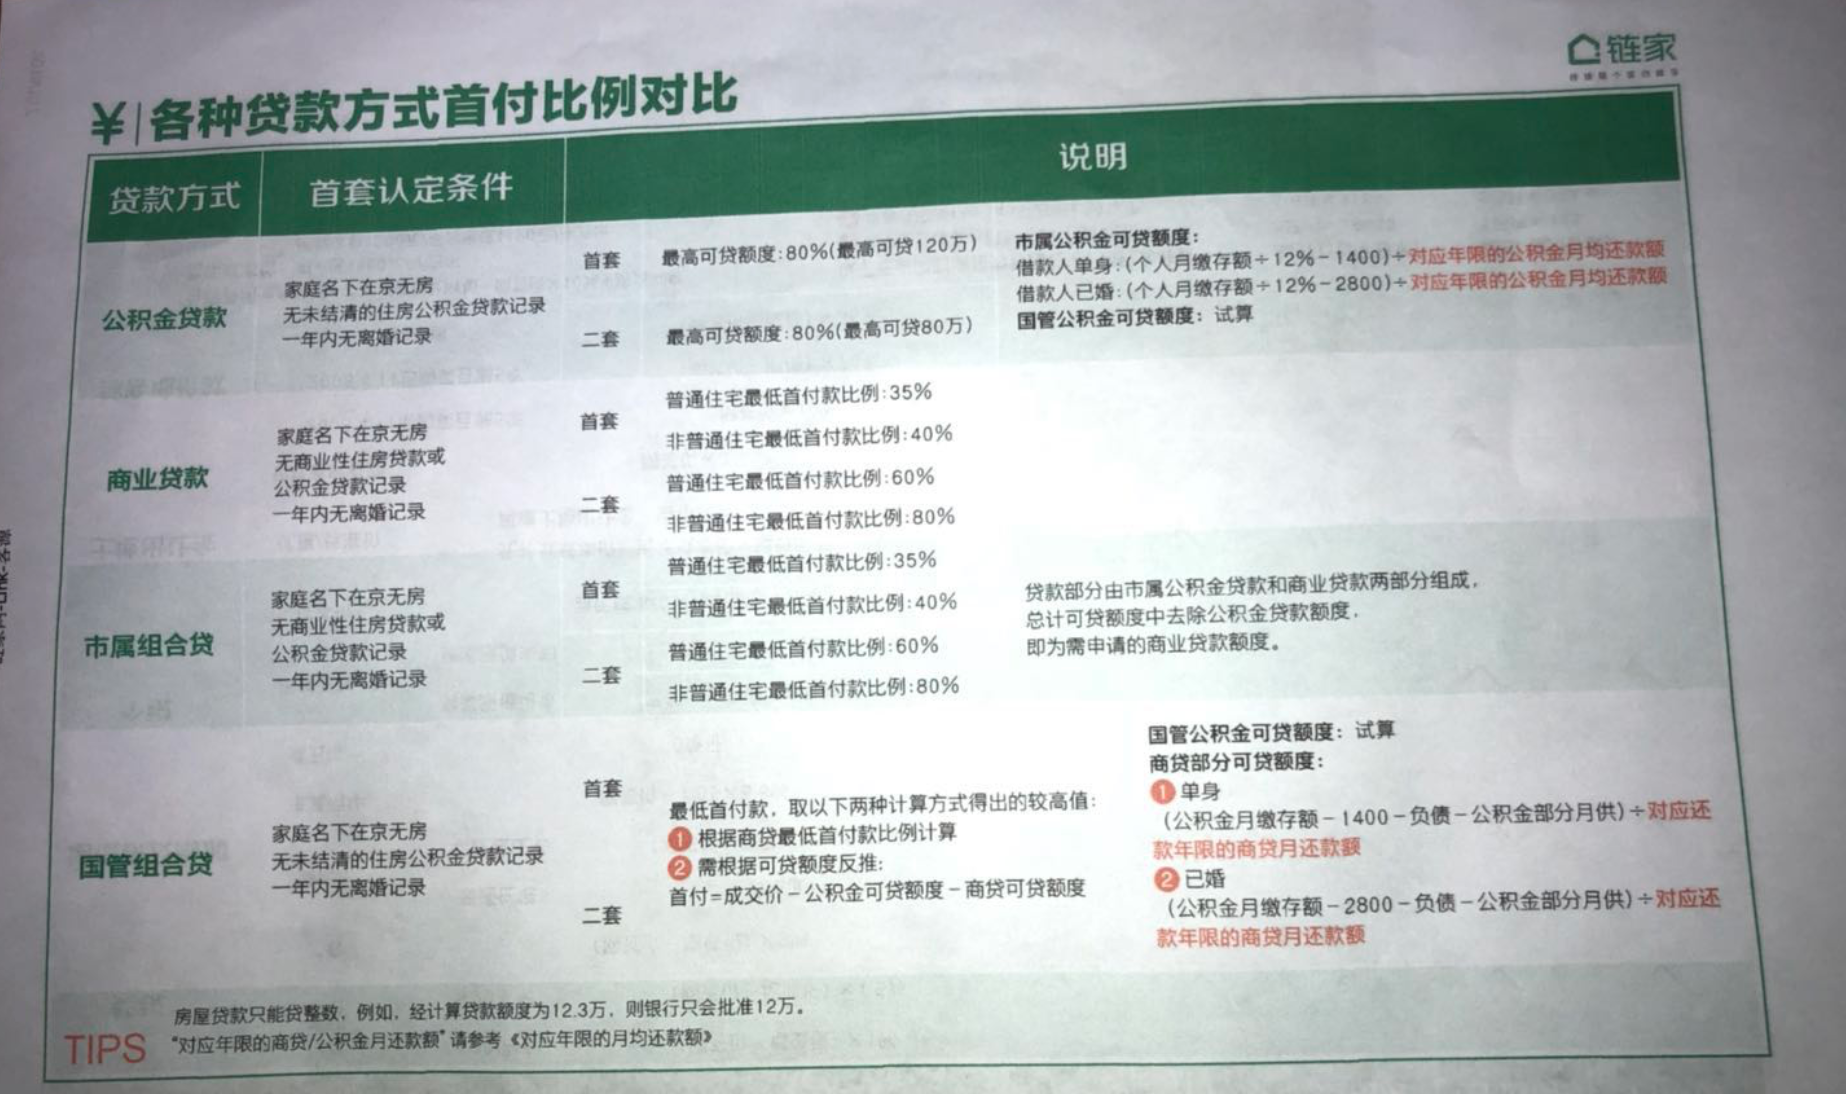 链家
¥|各种贷款方式首付比例对比
贷款方式
首套认定条件
说明
公积金贷款
家庭名下在京无房
无未结清的住房公积金贷款记录
一年内无离婚记录
首套
最高可贷额度:80%(最高可贷120万)
二套
最高可贷额度:80%(最高可贷80万)
市属公积金可贷额度:
借款人单身:(个人月缴存额÷12%-1400)÷对应年限的公积金月均还款额
借款人已婚:(个人月缴存额÷12%-2800)÷对应年限的公积金月均还款额
国管公积金可贷额度: 试算
商业贷款
家庭名下在京无房
无商业性住房贷款或
公积金贷款记录
一年内无离婚记录
首套
普通住宅最低首付款比例:35%
非普通住宅最低首付款比例:40%
二套
普通住宅最低首付款比例:60%
非普通住宅最低首付款比例:80%
市属组合贷
家庭名下在京无房
无商业性住房贷款或
公积金贷款记录
一年内无离婚记录
首套
普通住宅最低首付款比例:35%
非普通住宅最低首付款比例:40%
二套
普通住宅最低首付款比例:60%
非普通住宅最低首付款比例:80%
贷款部分由市属公积金贷款和商业贷款两部分组成,
总计可贷额度中去除公积金贷款额度,
即为需申请的商业贷款额度。
国管组合贷
家庭名下在京无房
无未结清的住房公积金贷款记录
一年内无离婚记录
首套
二套
最低首付款, 取以下两种计算方式得出的较高值:
1 根据商贷最低首付款比例计算
2 需根据可贷额度反推:
首付=成交价-公积金可贷额度-商贷可贷额度
国管公积金可贷额度: 试算
商贷部分可贷额度:
1 单身
(公积金月缴存额-1400-负债-公积金部分月供)÷对应还
款年限的商贷月还款额
2 已婚
(公积金月缴存额-2800-负债-公积金部分月供)÷对应还
款年限的商贷月还款额
TIPS
房屋贷款只能贷整数, 例如, 经计算贷款额度为12.3万, 则银行只会批准12万。
"对应年限的商贷/公积金月还款额"请参考《对应年限的月均还款额》